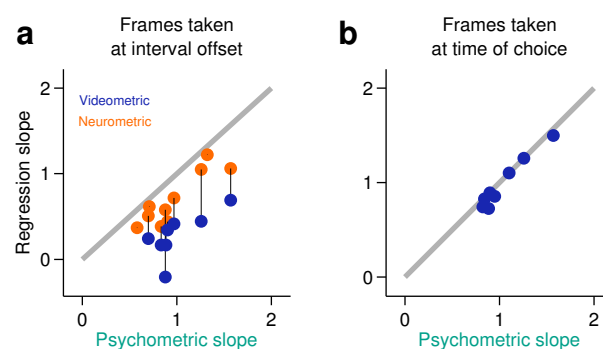 a
Frames taken
at interval offset
Videometric
Neurometric
Regression slope
2
1
0
0
1
2
Psychometric slope
b
Frames taken
at time of choice
2
1
0
0
1
2
Psychometric slope